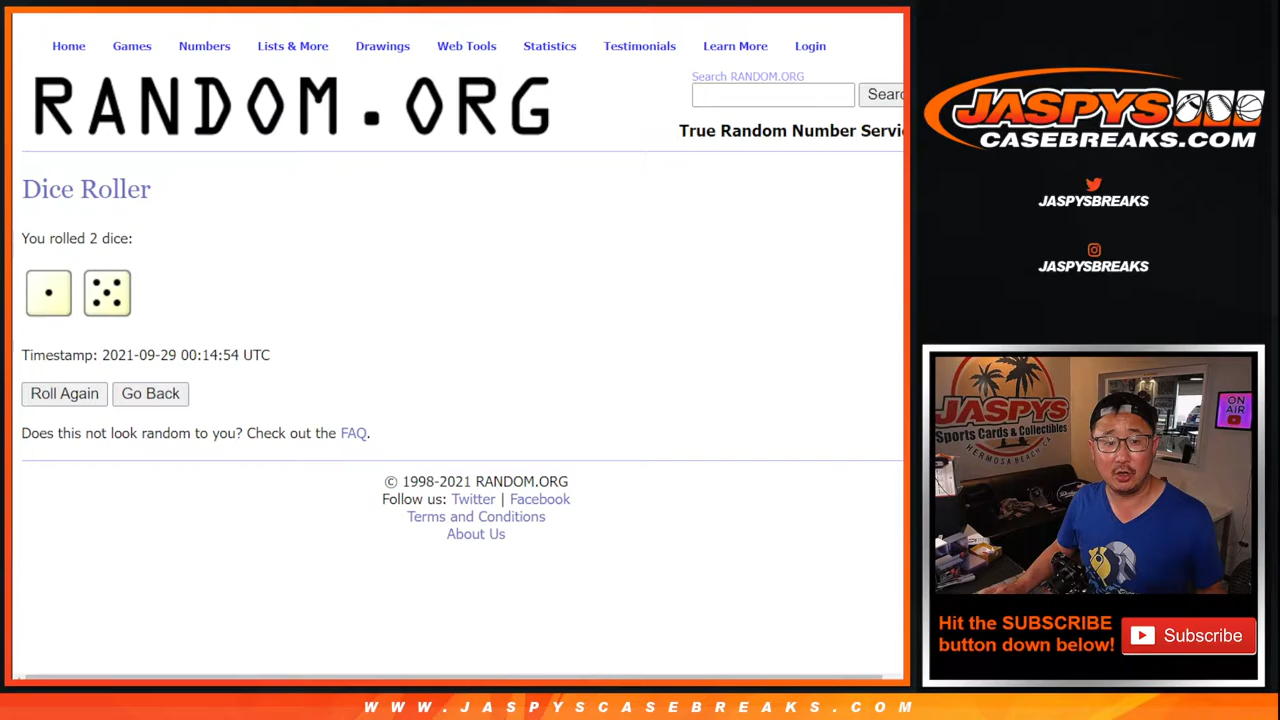 Home Games Numbers Lists & More Drawings Web Tools Statistics Testimonials Learn More Login
RANDOM.ORG
Search RANDOM.ORG
Searc
True Random Number Servi
Dice Roller
You rolled 2 dice:
Timestamp: 2021-09-29 00:14:54 UTC
Roll Again Go Back
Does this not look random to you? Check out the FAQ.
© 1998-2021 RANDOM.ORG
Follow us: Twitter | Facebook
Terms and Conditions
About Us
JASPYS
CASEBREAKS.COM
JASPYSBREAKS
JASPYSBREAKS
JASPYS
Sports Cards & Collectibles
HERMOSA BEACH CA
ON
AIR
Hit the SUBSCRIBE
button down below!
Subscribe
WWW.JASPYSCASEBREAKS.COM